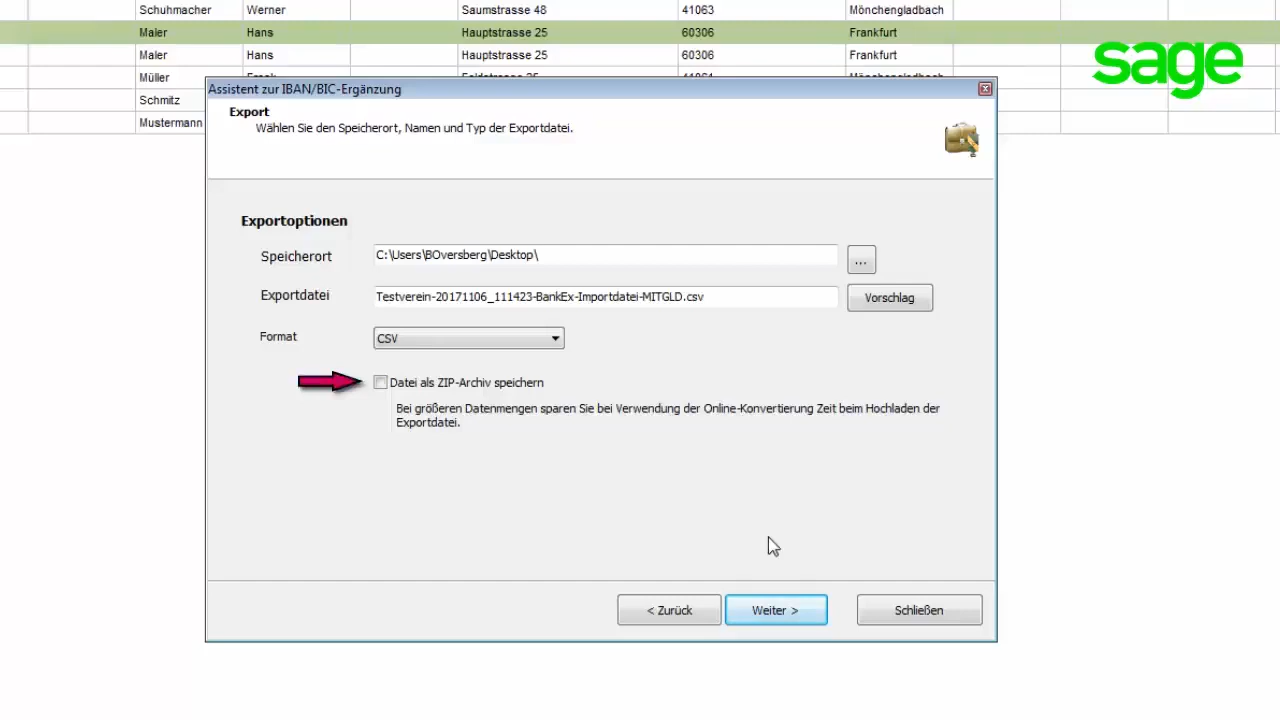 Schuhmacher Werner Saumstrasse 48 41063 Mönchengladbach
Maler Hans Hauptstrasse 25 60306 Frankfurt
Maler Hans Hauptstrasse 25 60306 Frankfurt
sage
Müller
Schmitz
Mustermann
Assistent zur IBAN/BIC-Ergänzung
Export
Wählen Sie den Speicherort, Namen und Typ der Exportdatei.
Exportoptionen
Speicherort C:\Users\BOversberg\Desktop\ ...
Exportdatei Testverein-20171106_111423-BankEx-Importdatei-MITGLD.csv Vorschlag
Format CSV
Datei als ZIP-Archiv speichern
Bei größeren Datenmengen sparen Sie bei Verwendung der Online-Konvertierung Zeit beim Hochladen der
Exportdatei.
< Zurück Weiter > Schließen